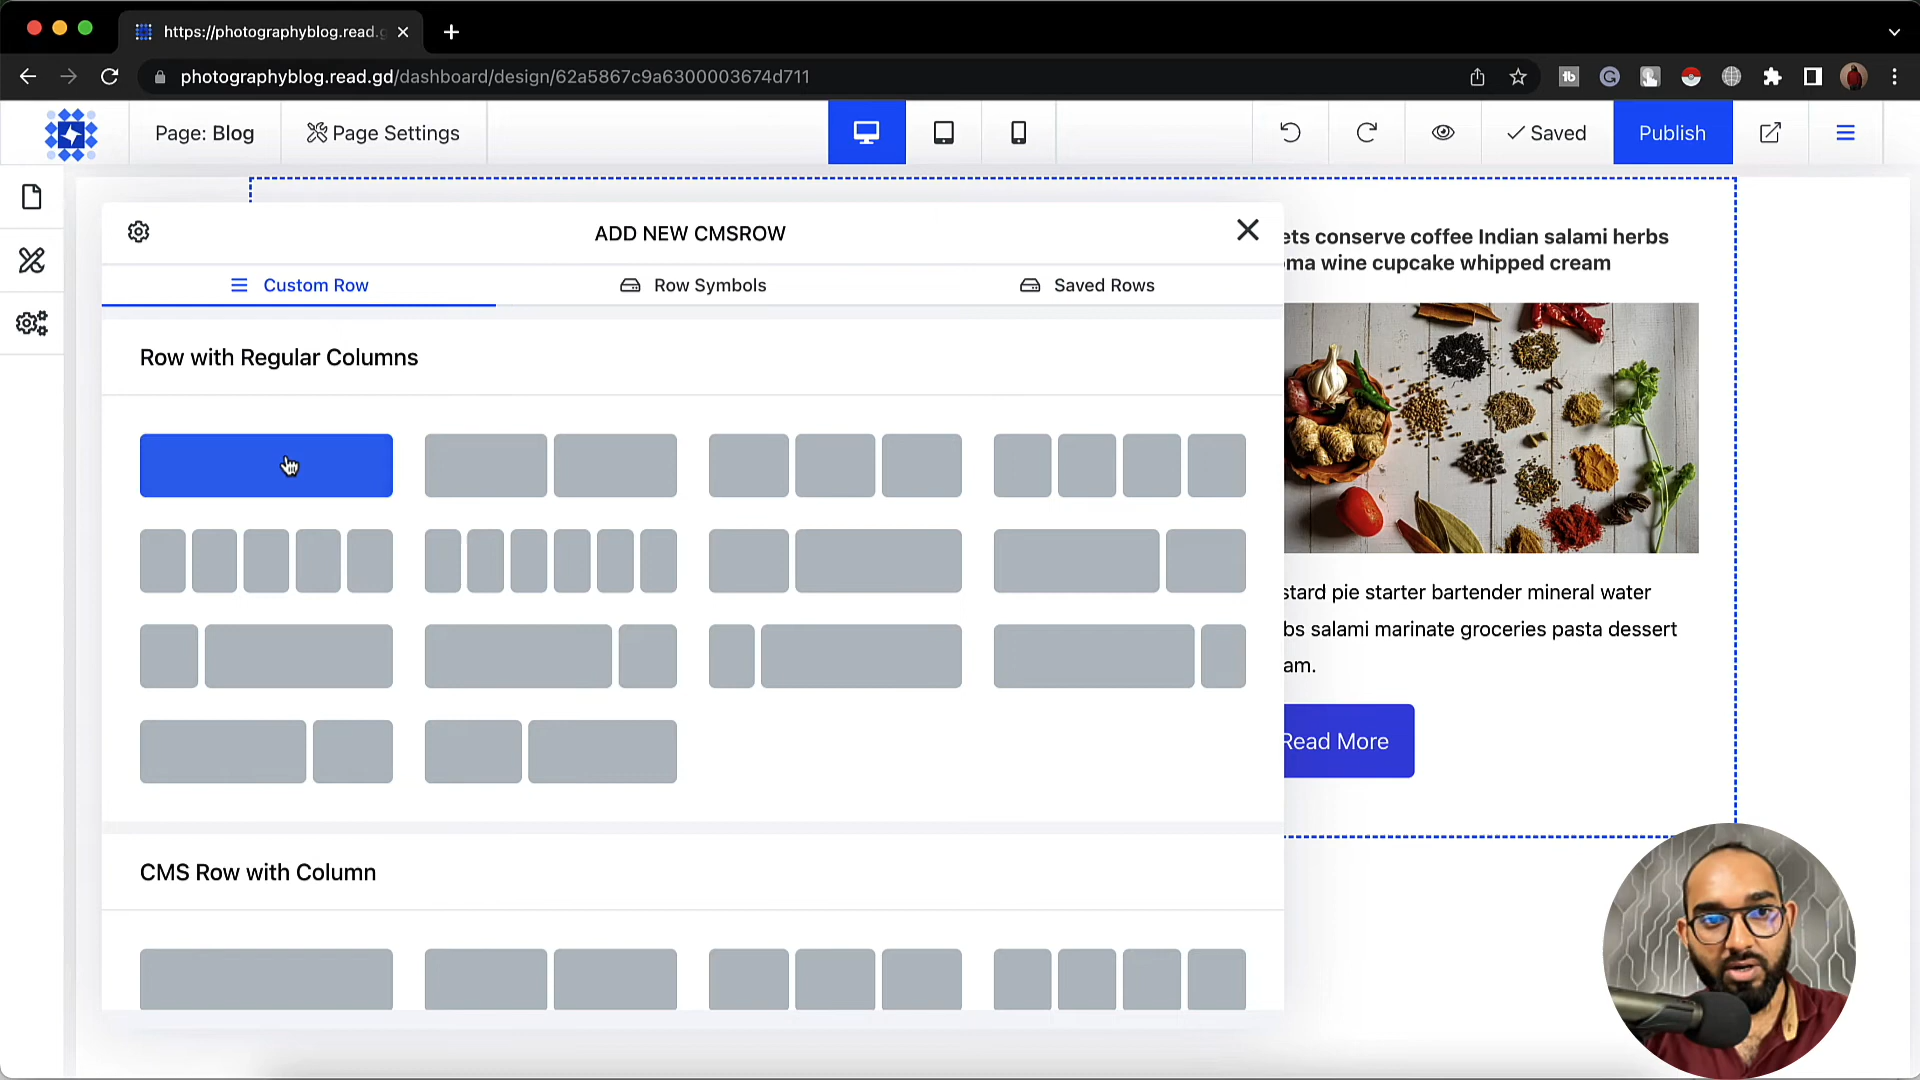 https://photographyblog.read.g
photographyblog.read.gd/dashboard/design/62a5867c9a6300003674d711
Page: Blog
Page Settings
Saved
Publish
ADD NEW CMSROW
Custom Row
Row Symbols
Saved Rows
Row with Regular Columns
CMS Row with Column
ets conserve coffee Indian salami herbs
ma wine cupcake whipped cream
stard pie starter bartender mineral water
bs salami marinate groceries pasta dessert
am.
Read More